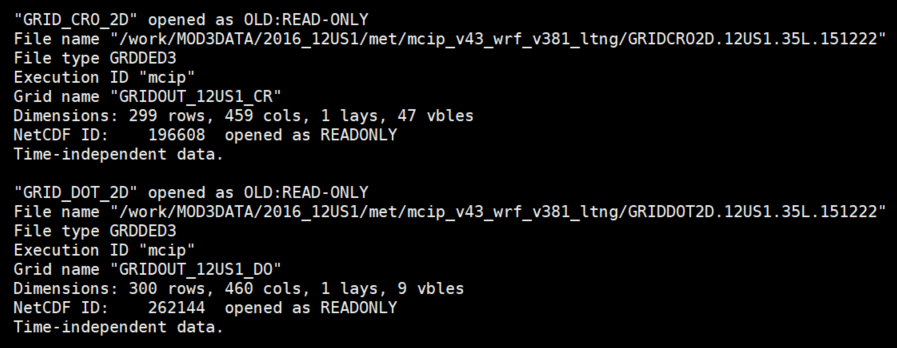 "GRID_CRO_2D" opened as OLD:READ-ONLY
File name "/work/MOD3DATA/2016_12US1/met/mcip_v43_wrf_v381_ltng/GRIDCRO2D.12US1.35L.151222"
File type GRDDED3
Execution ID "mcip"
Grid name "GRIDOUT_12US1_CR"
Dimensions: 299 rows, 459 cols, 1 lays, 47 vbles
NetCDF ID:    196608  opened as READONLY
Time-independent data.

"GRID_DOT_2D" opened as OLD:READ-ONLY
File name "/work/MOD3DATA/2016_12US1/met/mcip_v43_wrf_v381_ltng/GRIDDOT2D.12US1.35L.151222"
File type GRDDED3
Execution ID "mcip"
Grid name "GRIDOUT_12US1_DO"
Dimensions: 300 rows, 460 cols, 1 lays, 9 vbles
NetCDF ID:    262144  opened as READONLY
Time-independent data.